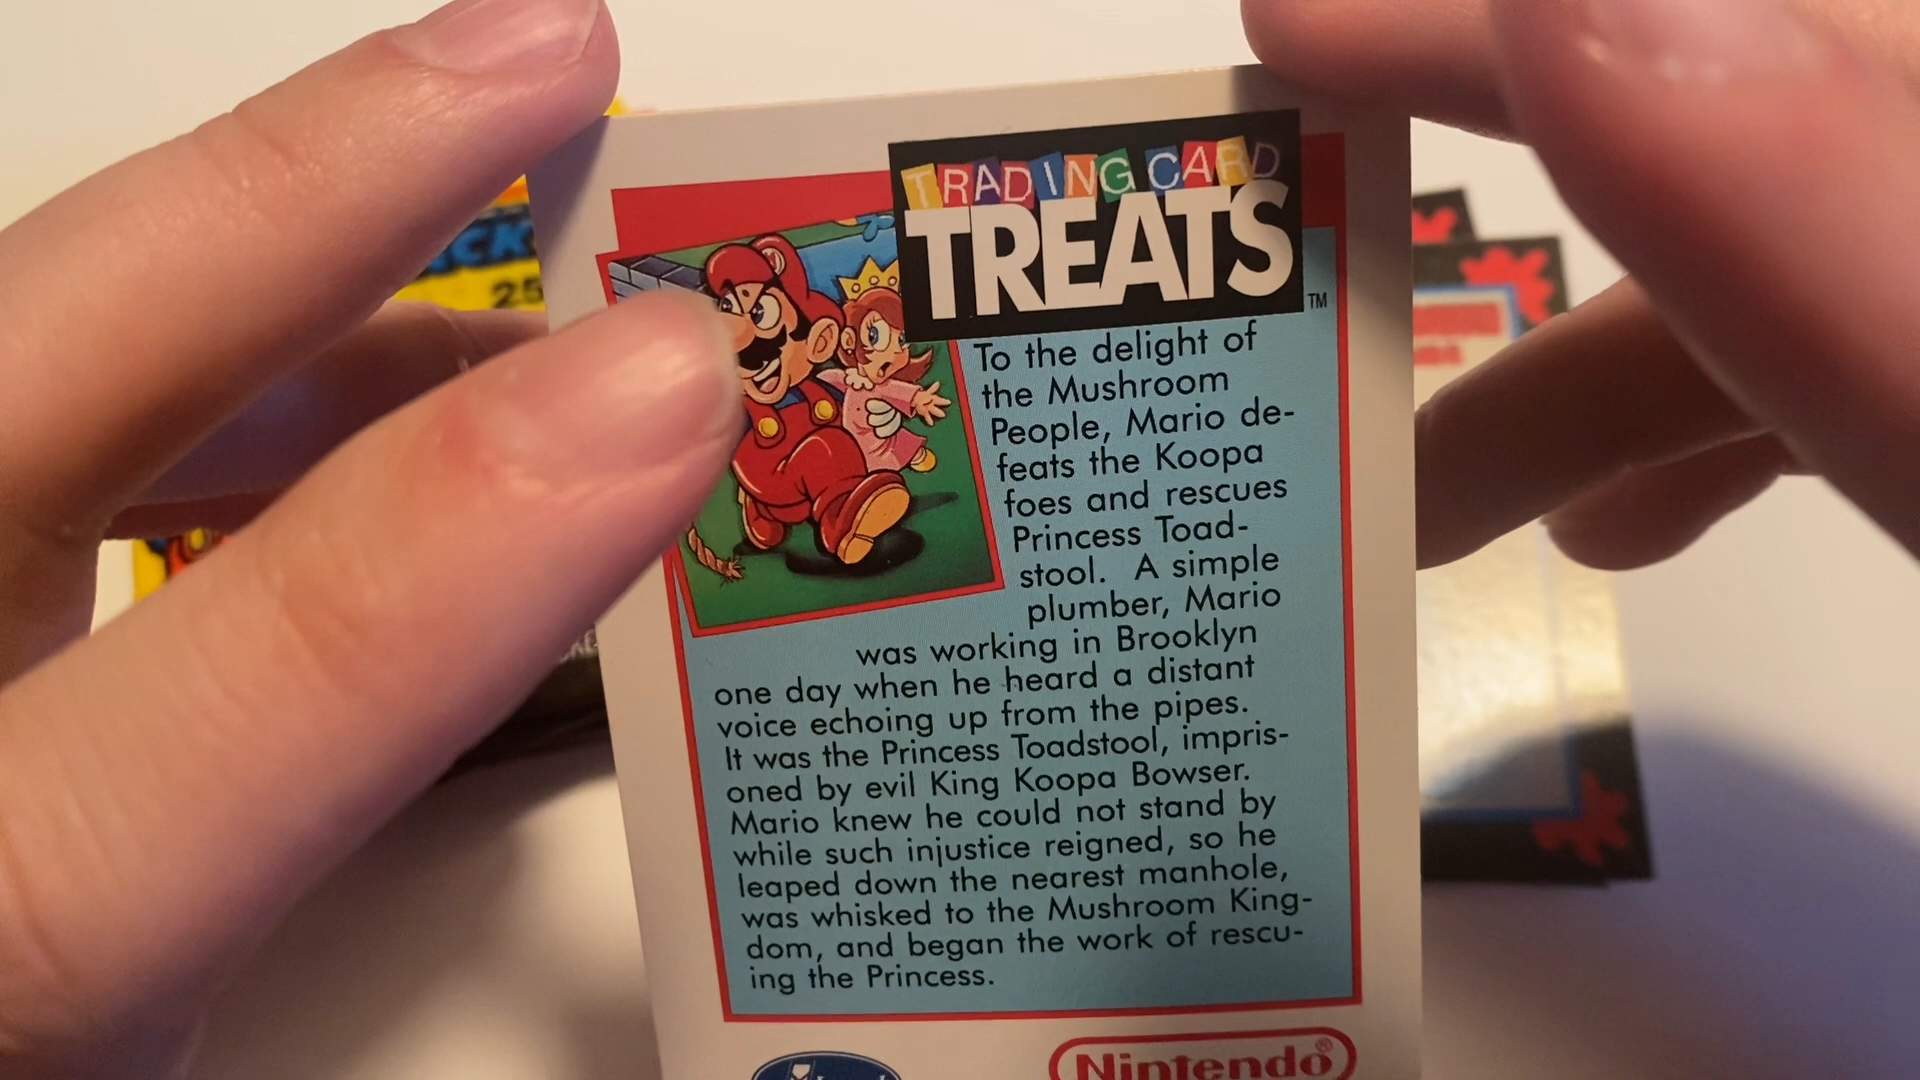 TRADING CARD
TREATS
TM
To the delight of
the Mushroom
People, Mario de-
feats the Koopa
foes and rescues
Princess Toad-
stool. A simple
plumber, Mario
was working in Brooklyn
one day when he heard a distant
voice echoing up from the pipes.
It was the Princess Toadstool, impris-
oned by evil King Koopa Bowser.
Mario knew he could not stand by
while such injustice reigned, so he
leaped down the nearest manhole,
was whisked to the Mushroom King-
dom, and began the work of rescu-
ing the Princess.
Nintendo®
M
25